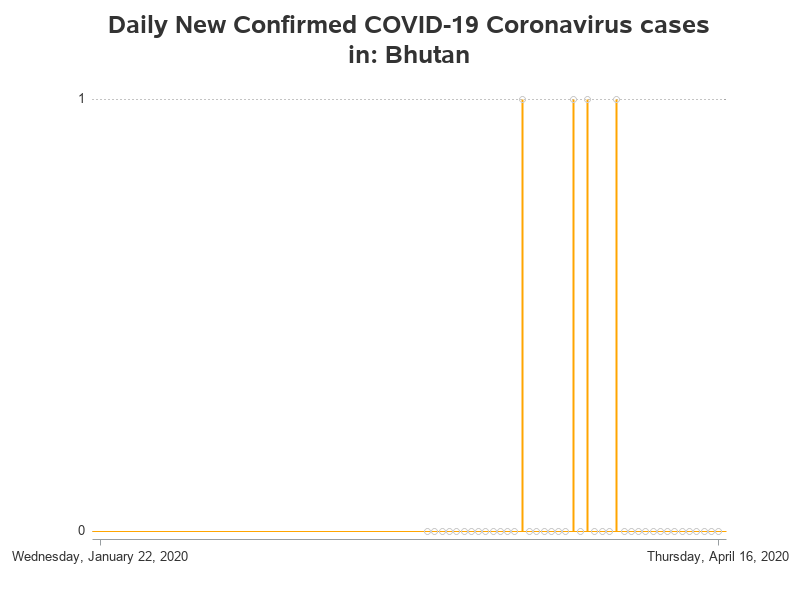 Daily New Confirmed COVID-19 Coronavirus cases
in: Bhutan
1
0
Wednesday, January 22, 2020
Thursday, April 16, 2020